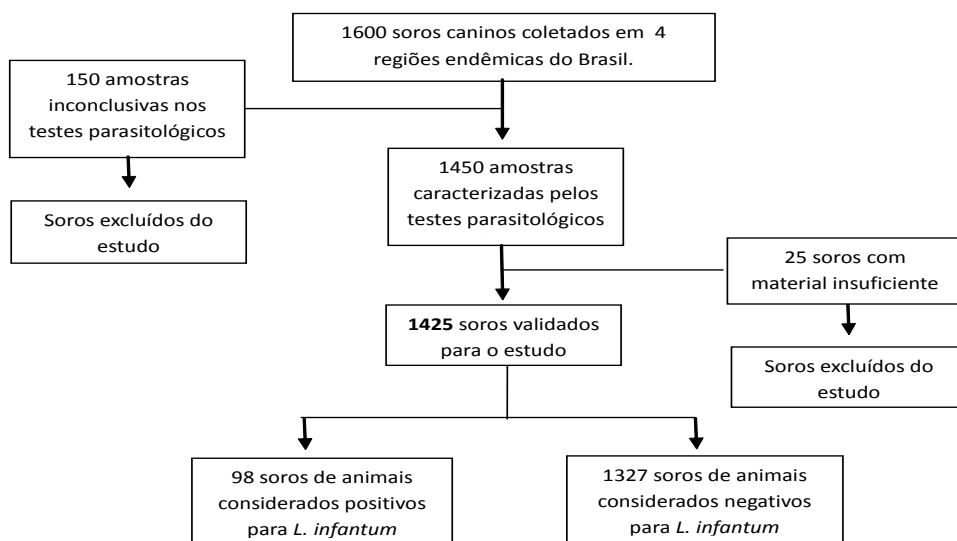 1600 soros caninos coletados em 4
regiões endêmicas do Brasil.
150 amostras
inconclusivas nos
testes parasitológicos
Soros excluídos do
estudo
1450 amostras
caracterizadas pelos
testes parasitológicos
25 soros com
material insuficiente
Soros excluídos do
estudo
1425 soros validados
para o estudo
98 soros de animais
considerados positivos
para L. infantum
1327 soros de animais
considerados negativos
para L. infantum